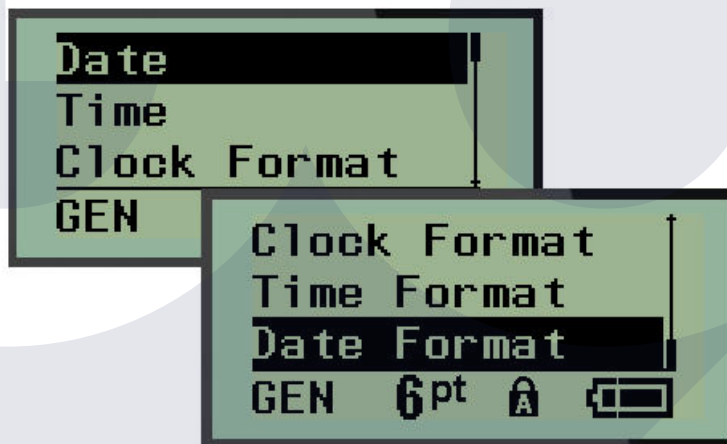 Date
Time
Clock Format
GEN
Clock Format
Time Format
Date Format
GEN 6pt A